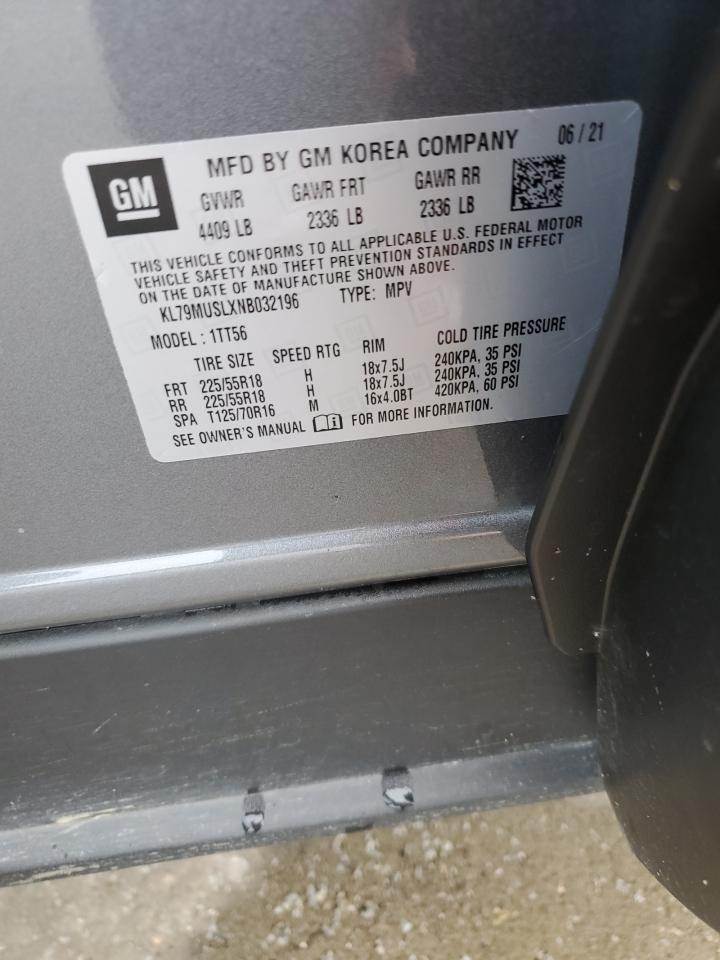 GM
MFD BY GM KOREA COMPANY 06 / 21
GVWR GAWR FRT GAWR RR
4409 LB 2336 LB 2336 LB
THIS VEHICLE CONFORMS TO ALL APPLICABLE U.S. FEDERAL MOTOR
VEHICLE SAFETY AND THEFT PREVENTION STANDARDS IN EFFECT
ON THE DATE OF MANUFACTURE SHOWN ABOVE.
KL79MUSLXNB032196 TYPE: MPV
MODEL : 1TT56
TIRE SIZE SPEED RTG RIM COLD TIRE PRESSURE
FRT 225/55R18 H 18x7.5J 240KPA, 35 PSI
RR 225/55R18 H 18x7.5J 240KPA, 35 PSI
SPA T125/70R16 M 16x4.0BT 420KPA, 60 PSI
SEE OWNER'S MANUAL i FOR MORE INFORMATION.